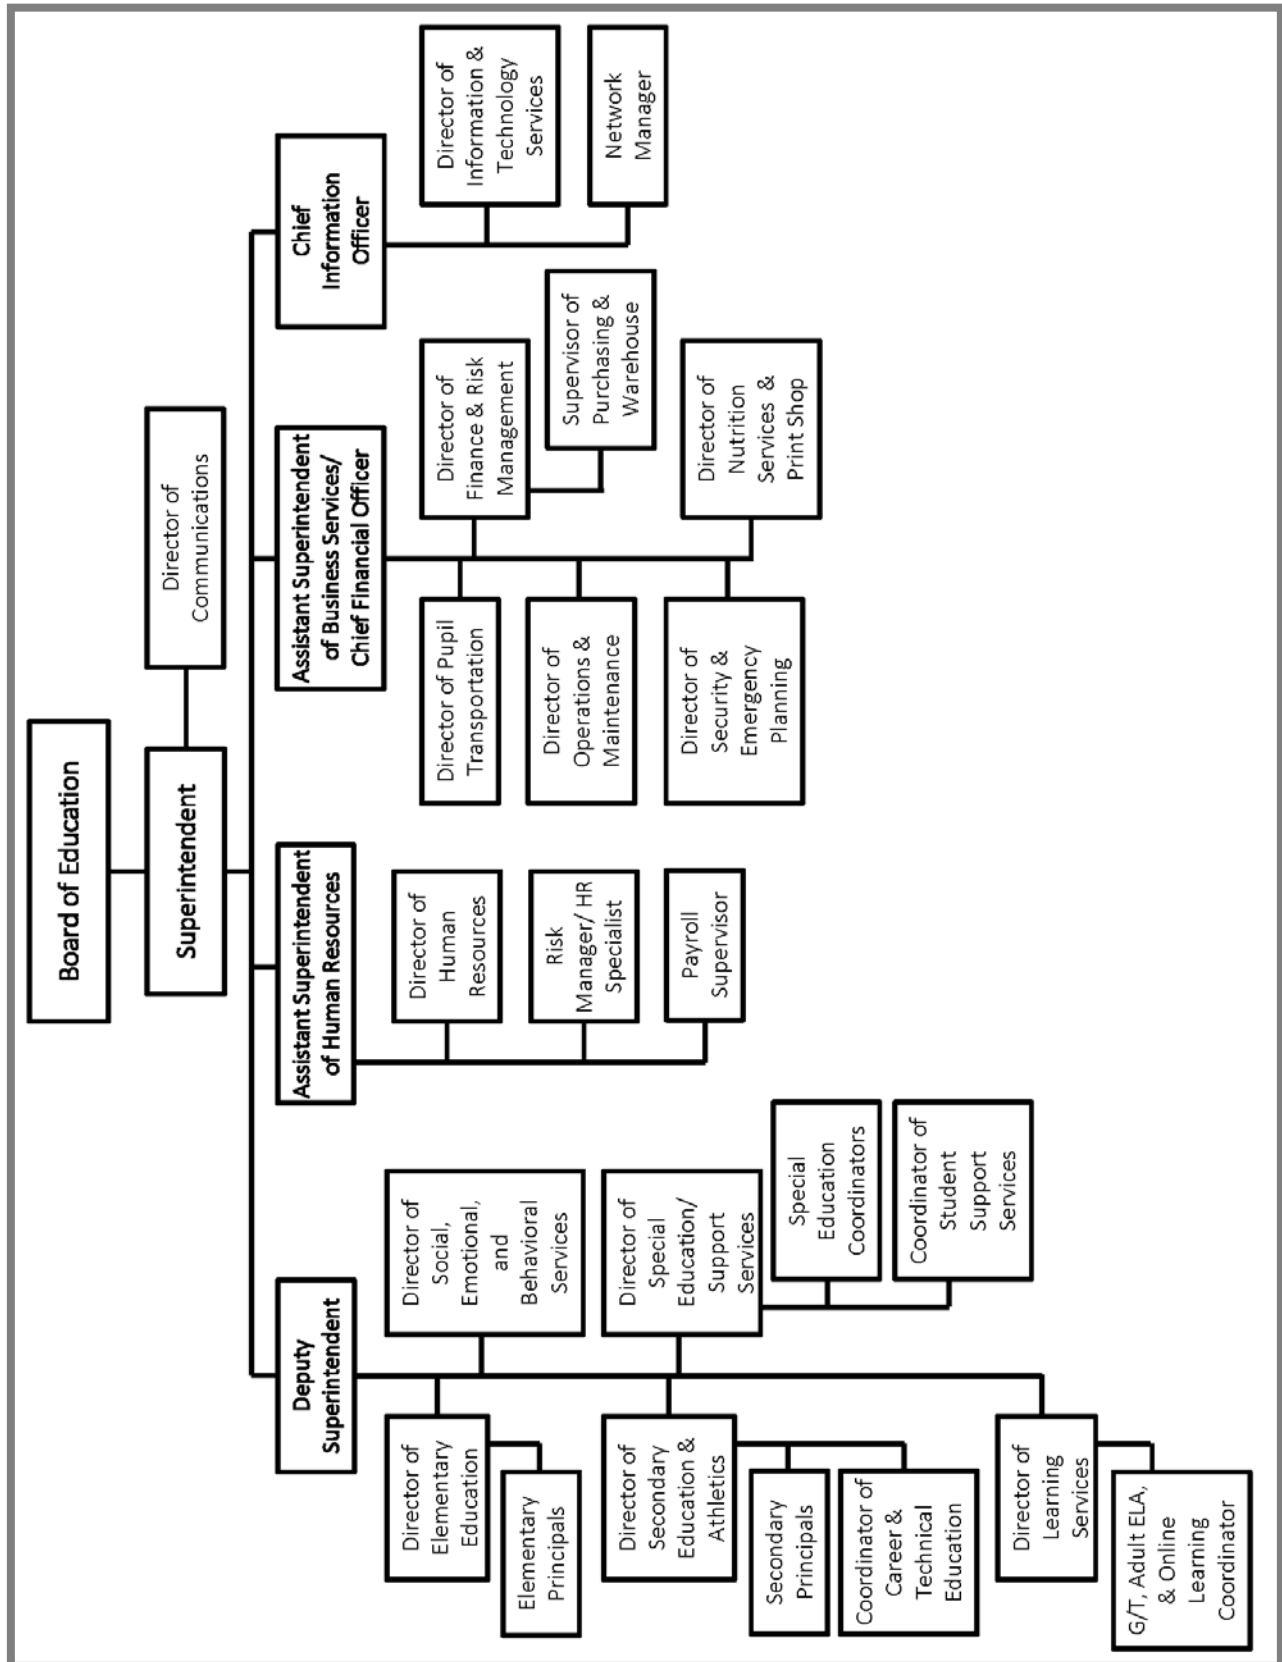 Board of Education
Superintendent
Director of
Communications
Deputy
Superintendent
Assistant Superintendent
of Human Resources
Assistant Superintendent
of Business Services/
Chief Financial Officer
Chief
Information
Officer
Director of
Elementary
Education
Elementary
Principals
Director of
Social,
Emotional,
and
Behavioral
Services
Director of
Secondary
Education &
Athletics
Secondary
Principals
Coordinator of
Career &
Technical
Education
Director of
Special
Education/
Support
Services
Special
Education
Coordinators
Coordinator of
Student
Support
Services
Director of
Learning
Services
G/T, Adult ELA,
& Online
Learning
Coordinator
Director of
Human
Resources
Risk
Manager/ HR
Specialist
Payroll
Supervisor
Director of Pupil
Transportation
Director of
Operations &
Maintenance
Director of
Security &
Emergency
Planning
Director of
Finance & Risk
Management
Supervisor of
Purchasing &
Warehouse
Director of
Nutrition
Services &
Print Shop
Director of
Information &
Technology
Services
Network
Manager